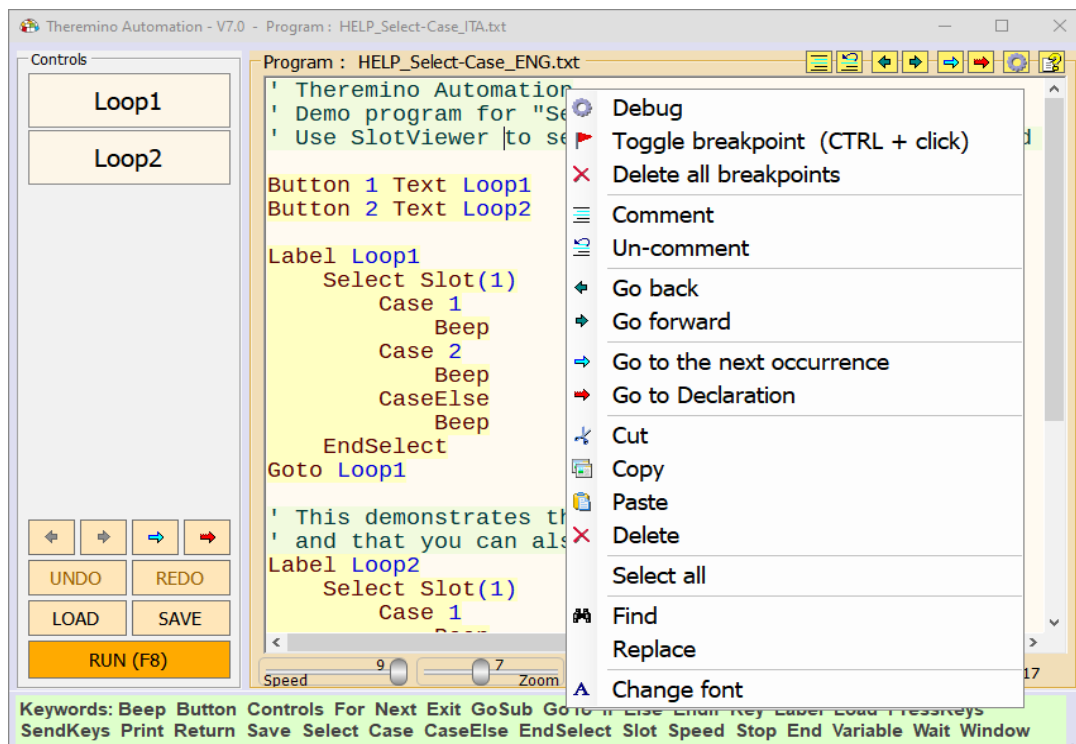 Theremino Automation - V7.0 - Program : HELP_Select-Case_ITA.txt
Controls
Loop1
Loop2
UNDO REDO
LOAD SAVE
RUN (F8)
Program : HELP_Select-Case_ENG.txt
' Theremino Automation
' Demo program for "Se
' Use SlotViewer to se
Button 1 Text Loop1
Button 2 Text Loop2
Label Loop1
Select Slot(1)
Case 1
Beep
Case 2
Beep
CaseElse
Beep
EndSelect
Goto Loop1
' This demonstrates th
' and that you can als
Label Loop2
Select Slot(1)
Case 1
Speed 9 7 Zoom 17
Debug
Toggle breakpoint (CTRL + click)
Delete all breakpoints
Comment
Un-comment
Go back
Go forward
Go to the next occurrence
Go to Declaration
Cut
Copy
Paste
Delete
Select all
Find
Replace
Change font
Keywords: Beep Button Controls For Next Exit GoSub
SendKeys Print Return Save Select Case CaseElse EndSelect Slot Speed Stop End Variable Wait Window